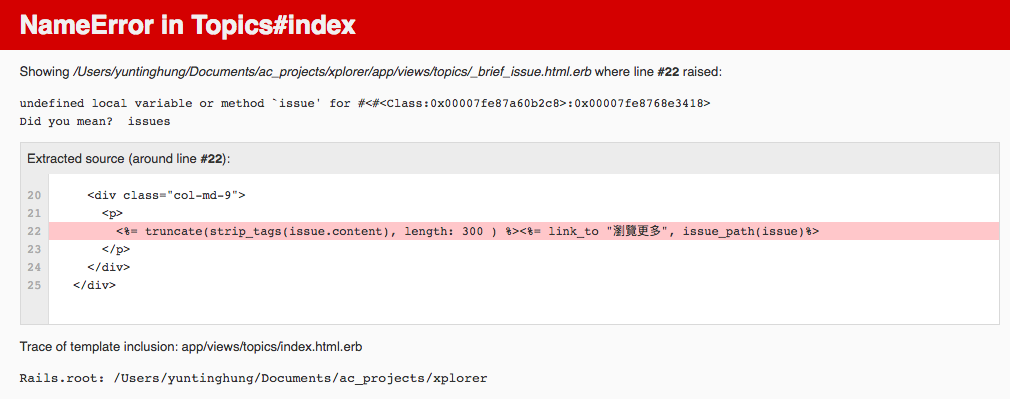 NameError in Topics#index
Showing /Users/yuntinghung/Documents/ac_projects/xplorer/app/views/topics/_brief_issue.html.erb where line #22 raised:
undefined local variable or method `issue' for #<#<Class:0x00007fe87a60b2c8>:0x00007fe8768e3418>
Did you mean?  issues
Extracted source (around line #22):
20 <div class="col-md-9">
21 <p>
22 <%= truncate(strip_tags(issue.content), length: 300 ) %><%= link_to "瀏覽更多", issue_path(issue)%>
23 </p>
24 </div>
25 </div>
Trace of template inclusion: app/views/topics/index.html.erb
Rails.root: /Users/yuntinghung/Documents/ac_projects/xplorer